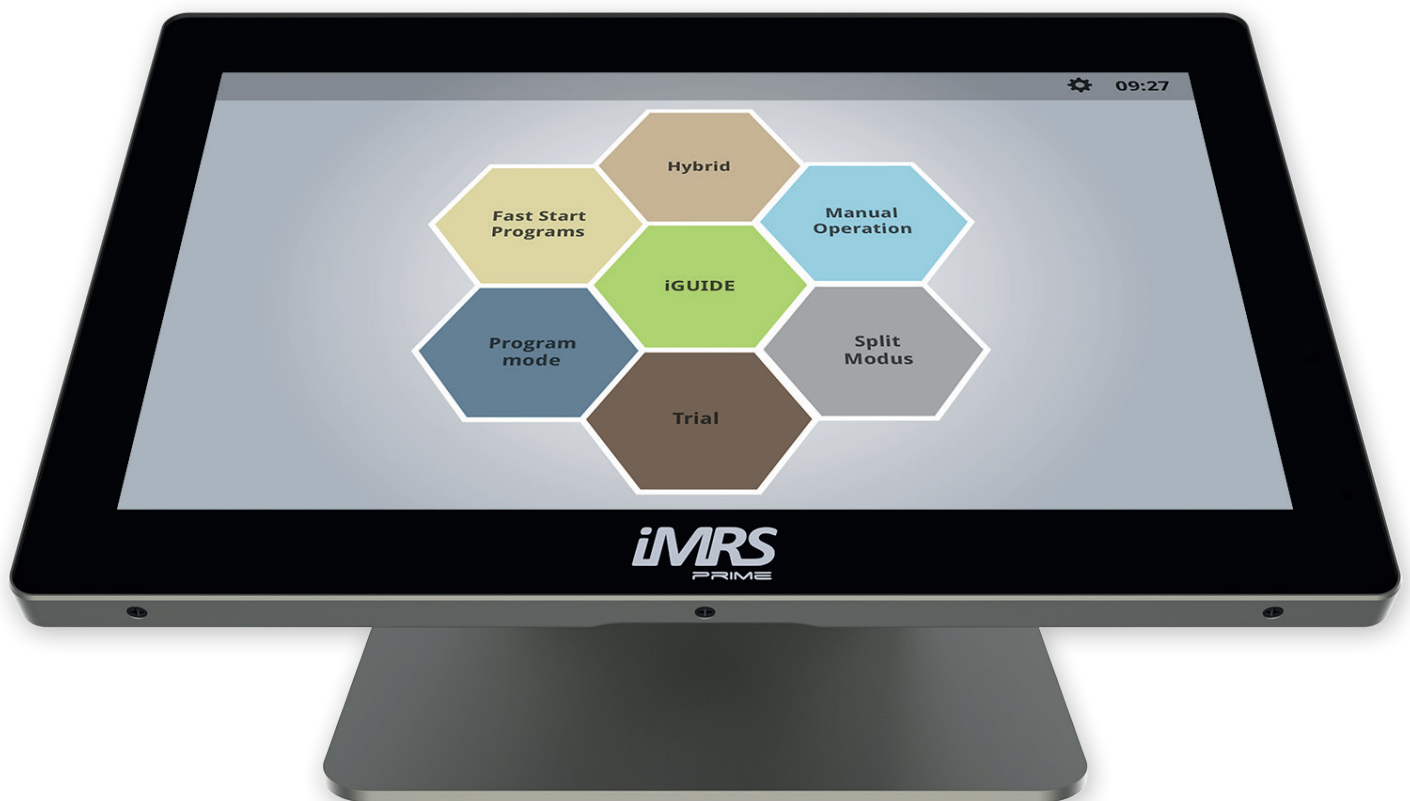 09:27
Hybrid
Fast Start
Programs
Manual
Operation
iGUIDE
Program
mode
Split
Modus
Trial
iMRS
PRIME